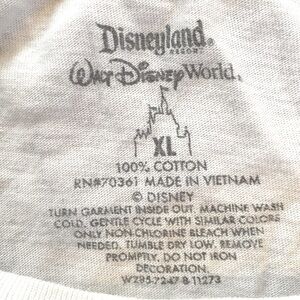 Disneyland®
RESORT
Walt Disney World®
XL
100% COTTON
RN#70361 MADE IN VIETNAM
© DISNEY
TURN GARMENT INSIDE OUT. MACHINE WASH
COLD, GENTLE CYCLE WITH SIMILAR COLORS
ONLY NON-CHLORINE BLEACH WHEN
NEEDED. TUMBLE DRY LOW. REMOVE
PROMPTLY. DO NOT IRON
DECORATION.